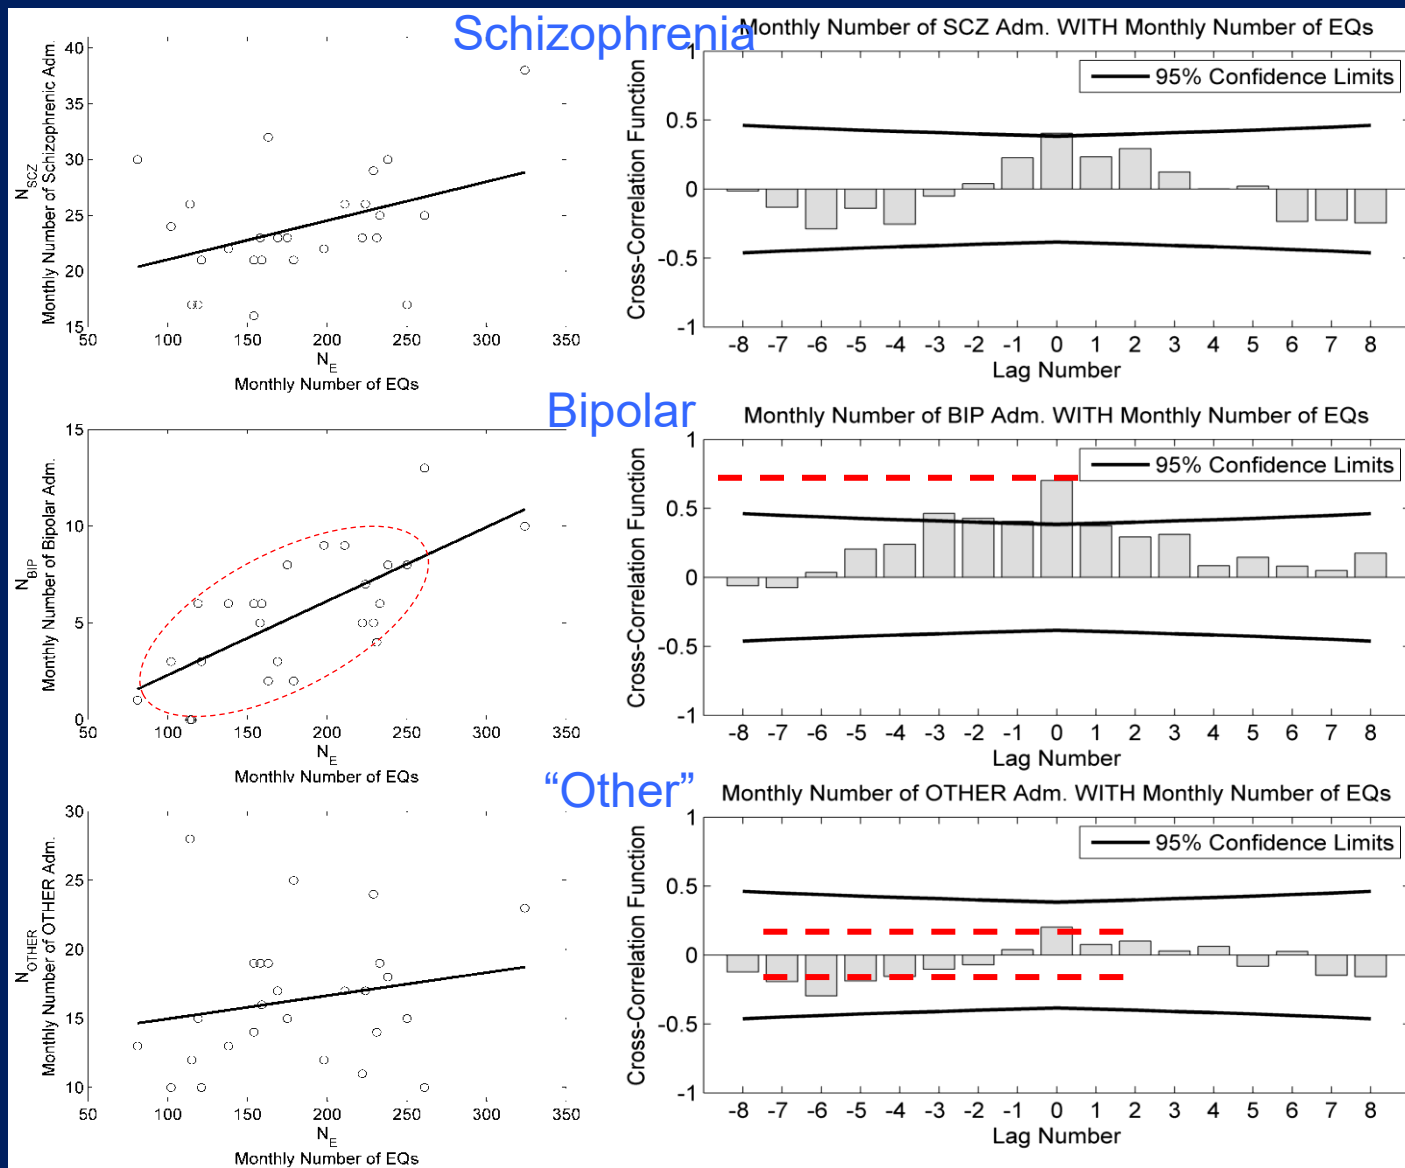 Schizophrenia
N_SCZ
Monthly Number of Schizophrenic Adm.
40
35
30
25
20
15
50 100 150 200 250 300 350
N_E
Monthly Number of EQs
Monthly Number of SCZ Adm. WITH Monthly Number of EQs
95% Confidence Limits
Cross-Correlation Function
1
0.5
0
-0.5
-1
-8 -7 -6 -5 -4 -3 -2 -1 0 1 2 3 4 5 6 7 8
Lag Number
Bipolar
N_BIP
Monthly Number of Bipolar Adm.
15
10
5
0
50 100 150 200 250 300 350
N_E
Monthly Number of EQs
Monthly Number of BIP Adm. WITH Monthly Number of EQs
95% Confidence Limits
Cross-Correlation Function
1
0.5
0
-0.5
-1
-8 -7 -6 -5 -4 -3 -2 -1 0 1 2 3 4 5 6 7 8
Lag Number
“Other”
N_OTHER
Monthly Number of OTHER Adm.
30
25
20
15
10
50 100 150 200 250 300 350
N_E
Monthly Number of EQs
Monthly Number of OTHER Adm. WITH Monthly Number of EQs
95% Confidence Limits
Cross-Correlation Function
1
0.5
0
-0.5
-1
-8 -7 -6 -5 -4 -3 -2 -1 0 1 2 3 4 5 6 7 8
Lag Number